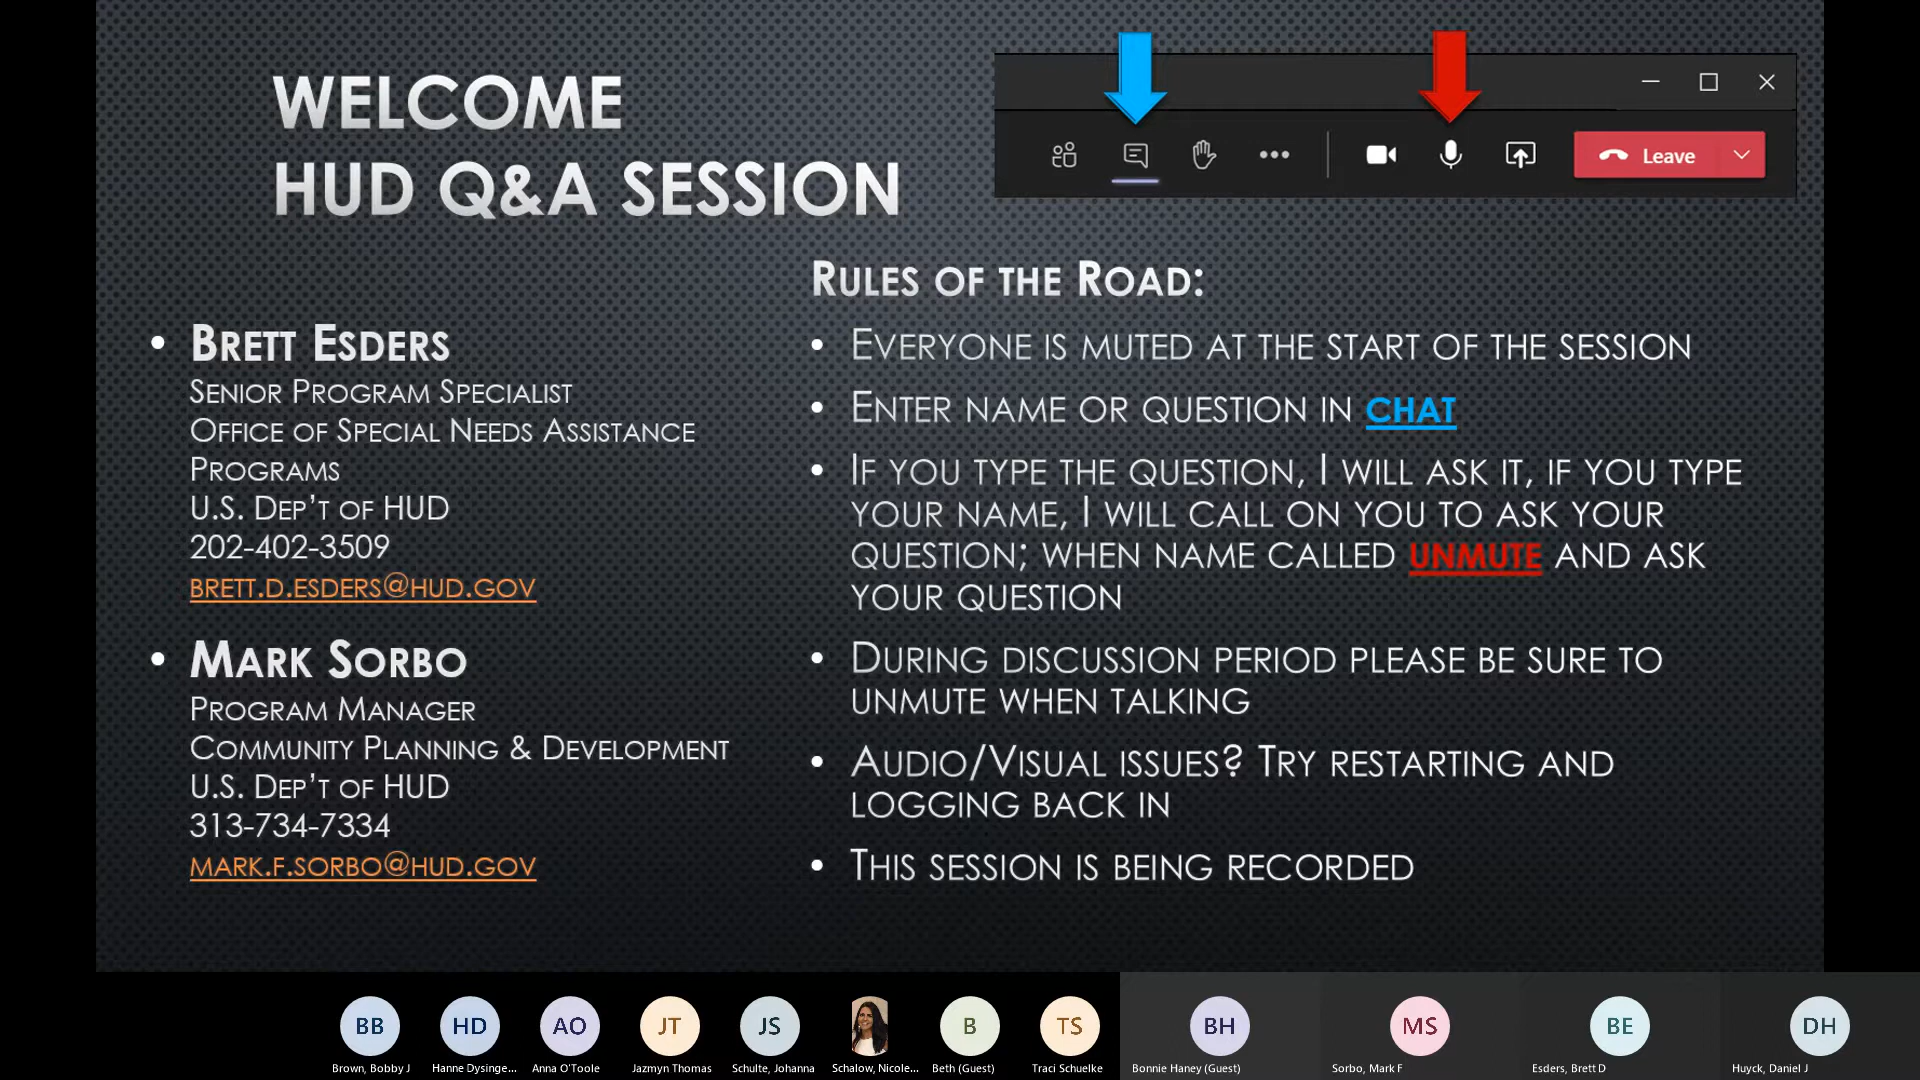 WELCOME
HUD Q&A SESSION
Leave
RULES OF THE ROAD:
• BRETT ESDERS
SENIOR PROGRAM SPECIALIST
OFFICE OF SPECIAL NEEDS ASSISTANCE
PROGRAMS
U.S. DEP'T OF HUD
202-402-3509
BRETT.D.ESDERS@HUD.GOV
• MARK SORBO
PROGRAM MANAGER
COMMUNITY PLANNING & DEVELOPMENT
U.S. DEP'T OF HUD
313-734-7334
MARK.F.SORBO@HUD.GOV
• EVERYONE IS MUTED AT THE START OF THE SESSION
• ENTER NAME OR QUESTION IN CHAT
• IF YOU TYPE THE QUESTION, I WILL ASK IT, IF YOU TYPE
YOUR NAME, I WILL CALL ON YOU TO ASK YOUR
QUESTION; WHEN NAME CALLED UNMUTE AND ASK
YOUR QUESTION
• DURING DISCUSSION PERIOD PLEASE BE SURE TO
UNMUTE WHEN TALKING
• AUDIO/VISUAL ISSUES? TRY RESTARTING AND
LOGGING BACK IN
• THIS SESSION IS BEING RECORDED
BB HD AO JT JS B TS BH MS BE DH
Brown, Bobby J Hanne Dysinge... Anna O'Toole Jazmyn Thomas Schulte, Johanna Schalow, Nicole... Beth (Guest) Traci Schuelke Bonnie Haney (Guest) Sorbo, Mark F Esders, Brett D Huyck, Daniel J